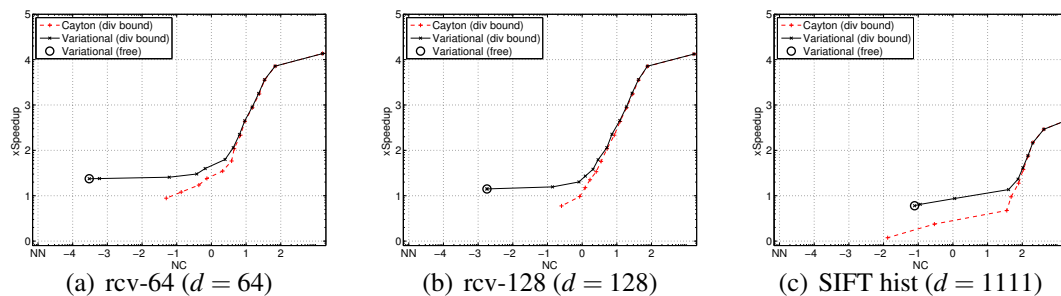 Cayton (div bound)
Variational (div bound)
Variational (free)
xSpeedup
4
3
2
1
0
NN −4 −3 −2 −1 0 1 2 3
NC
(a) rcv-64 (d = 64)
Cayton (div bound)
Variational (div bound)
Variational (free)
xSpeedup
5
4
3
2
1
0
NN −4 −3 −2 −1 0 1 2 3
NC
(b) rcv-128 (d = 128)
Cayton (div bound)
Variational (div bound)
Variational (free)
xSpeedup
5
4
3
2
1
0
NN −4 −3 −2 −1 0 1 2
NC
(c) SIFT hist (d = 1111)